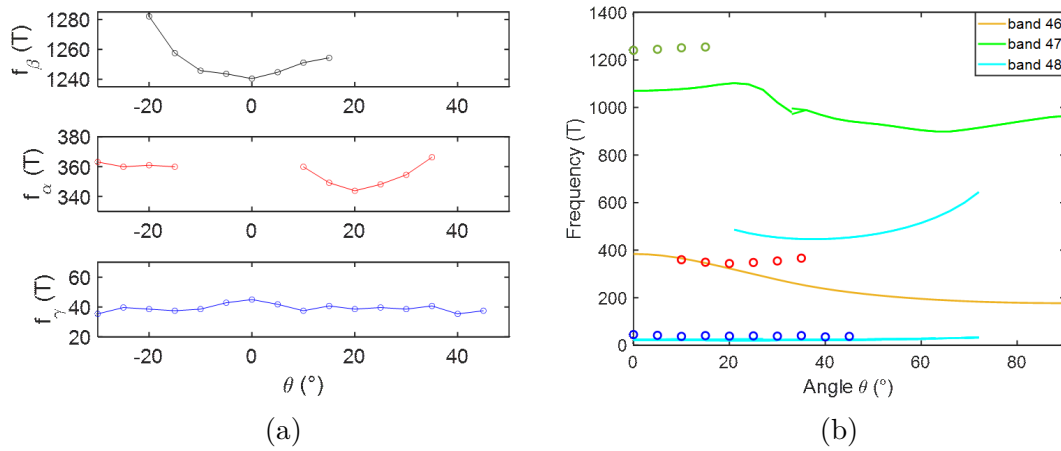 1280
1260
1240
f_β (T)
-20 0 20 40
380
360
340
f_α (T)
-20 0 20 40
60
40
20
f_γ (T)
-20 0 20 40
θ (°)
(a)
1400
1200
1000
800
600
400
200
0
Frequency (T)
band 46
band 47
band 48
0 20 40 60 80
Angle θ (°)
(b)